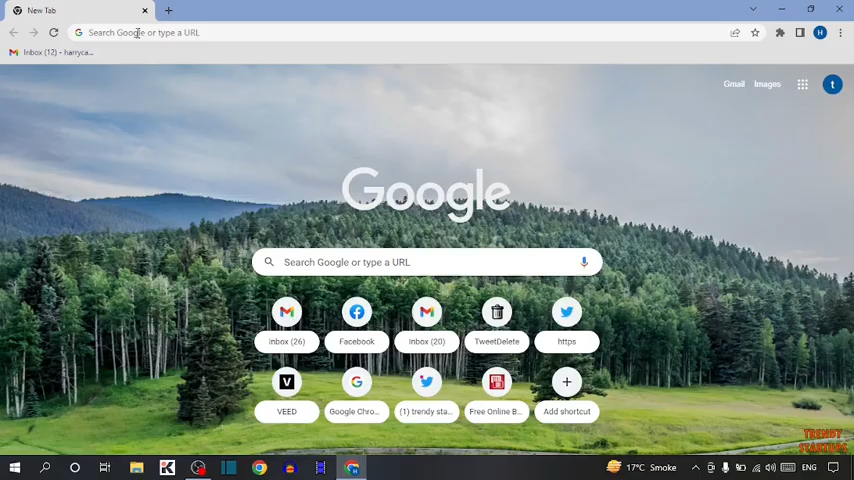 New Tab
Search Google or type a URL
Inbox (12) - harryca...
H
Gmail Images
t
Google
Search Google or type a URL
Inbox (26) Facebook Inbox (20) TweetDelete https
V
VEED Google Chro... (1) trendy sta... Free Online B... Add shortcut
TRENDY
STARTUPS
17°C Smoke ENG